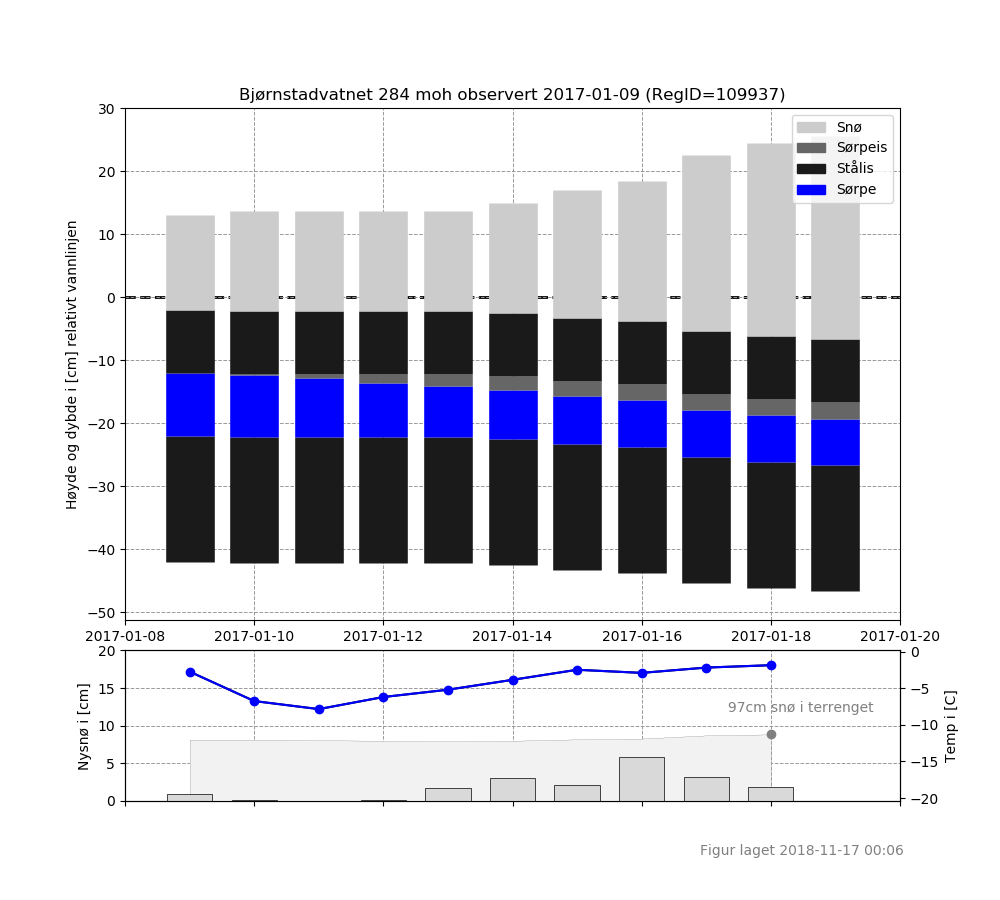 Bjørnstadvatnet 284 moh observert 2017-01-09 (RegID=109937)
Høyde og dybde i [cm] relativt vannlinjen
30
20
10
0
−10
−20
−30
−40
−50
Snø
Sørpeis
Stålis
Sørpe
2017-01-08
2017-01-10
2017-01-12
2017-01-14
2017-01-16
2017-01-18
2017-01-20
Nysnø i [cm]
20
15
10
5
0
97cm snø i terrenget
0
−5
−10
−15
−20
Temp i [C]
Figur laget 2018-11-17 00:06